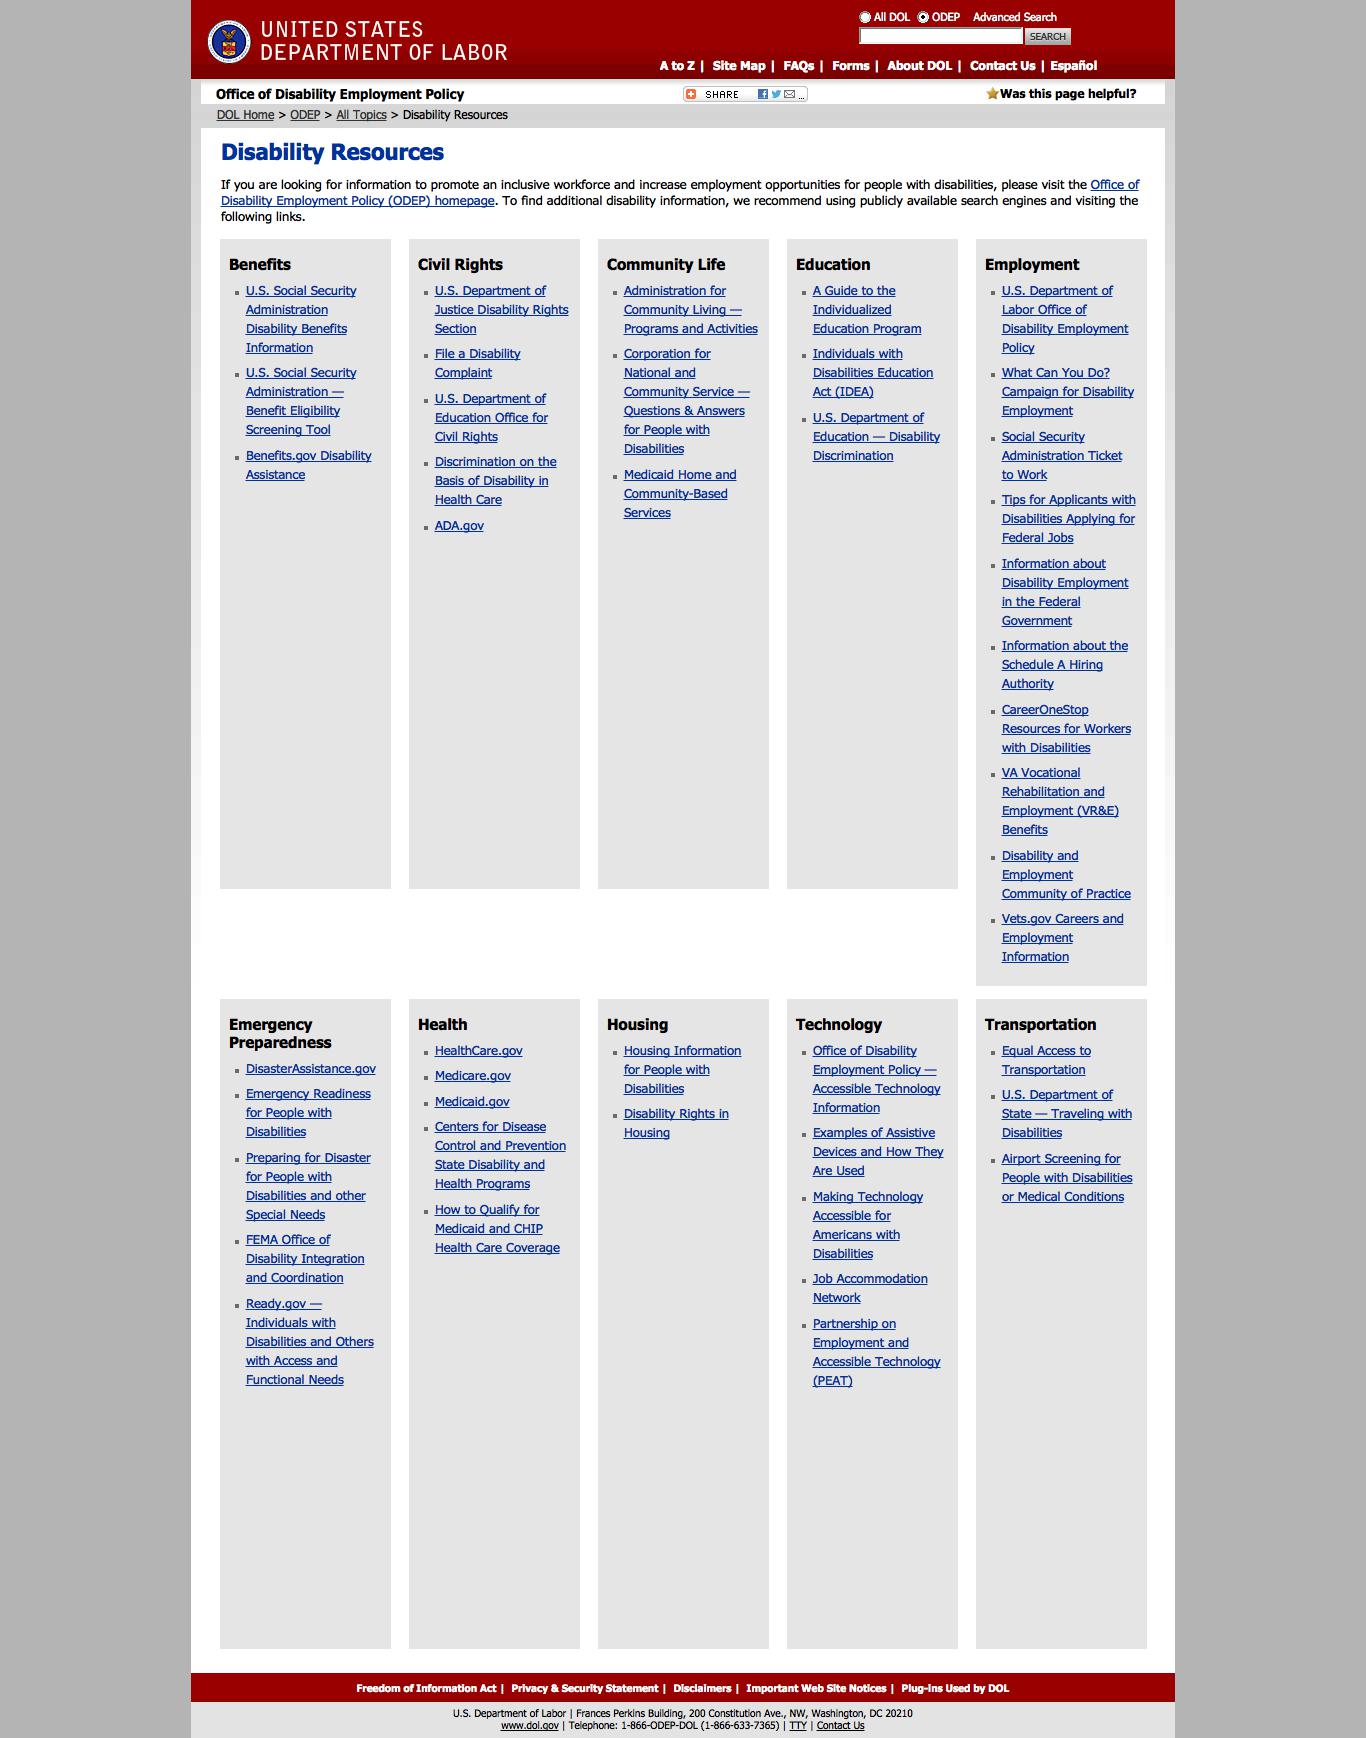 UNITED STATES
DEPARTMENT OF LABOR
All DOL ODEP Advanced Search
SEARCH
A to Z | Site Map | FAQs | Forms | About DOL | Contact Us | Español
Office of Disability Employment Policy
SHARE ...
Was this page helpful?
DOL Home > ODEP > All Topics > Disability Resources
Disability Resources
If you are looking for information to promote an inclusive workforce and increase employment opportunities for people with disabilities, please visit the Office of
Disability Employment Policy (ODEP) homepage. To find additional disability information, we recommend using publicly available search engines and visiting the
following links.
Benefits
U.S. Social Security
Administration
Disability Benefits
Information
U.S. Social Security
Administration —
Benefit Eligibility
Screening Tool
Benefits.gov Disability
Assistance
Civil Rights
U.S. Department of
Justice Disability Rights
Section
File a Disability
Complaint
U.S. Department of
Education Office for
Civil Rights
Discrimination on the
Basis of Disability in
Health Care
ADA.gov
Community Life
Administration for
Community Living —
Programs and Activities
Corporation for
National and
Community Service —
Questions & Answers
for People with
Disabilities
Medicaid Home and
Community-Based
Services
Education
A Guide to the
Individualized
Education Program
Individuals with
Disabilities Education
Act (IDEA)
U.S. Department of
Education — Disability
Discrimination
Employment
U.S. Department of
Labor Office of
Disability Employment
Policy
What Can You Do?
Campaign for Disability
Employment
Social Security
Administration Ticket
to Work
Tips for Applicants with
Disabilities Applying for
Federal Jobs
Information about
Disability Employment
in the Federal
Government
Information about the
Schedule A Hiring
Authority
CareerOneStop
Resources for Workers
with Disabilities
VA Vocational
Rehabilitation and
Employment (VR&E)
Benefits
Disability and
Employment
Community of Practice
Vets.gov Careers and
Employment
Information
Emergency
Preparedness
DisasterAssistance.gov
Emergency Readiness
for People with
Disabilities
Preparing for Disaster
for People with
Disabilities and other
Special Needs
FEMA Office of
Disability Integration
and Coordination
Ready.gov —
Individuals with
Disabilities and Others
with Access and
Functional Needs
Health
HealthCare.gov
Medicare.gov
Medicaid.gov
Centers for Disease
Control and Prevention
State Disability and
Health Programs
How to Qualify for
Medicaid and CHIP
Health Care Coverage
Housing
Housing Information
for People with
Disabilities
Disability Rights in
Housing
Technology
Office of Disability
Employment Policy —
Accessible Technology
Information
Examples of Assistive
Devices and How They
Are Used
Making Technology
Accessible for
Americans with
Disabilities
Job Accommodation
Network
Partnership on
Employment and
Accessible Technology
(PEAT)
Transportation
Equal Access to
Transportation
U.S. Department of
State — Traveling with
Disabilities
Airport Screening for
People with Disabilities
or Medical Conditions
Freedom of Information Act | Privacy & Security Statement | Disclaimers | Important Web Site Notices | Plug-Ins Used by DOL
U.S. Department of Labor | Frances Perkins Building, 200 Constitution Ave., NW, Washington, DC 20210
www.dol.gov | Telephone: 1-866-ODEP-DOL (1-866-633-7365) | TTY | Contact Us